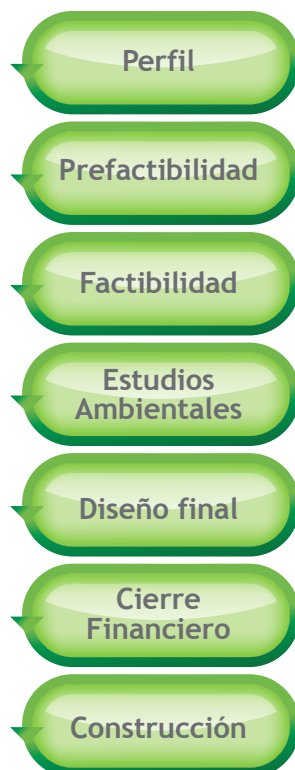 Perfil
Prefactibilidad
Factibilidad
Estudios
Ambientales
Diseño final
Cierre
Financiero
Construcción